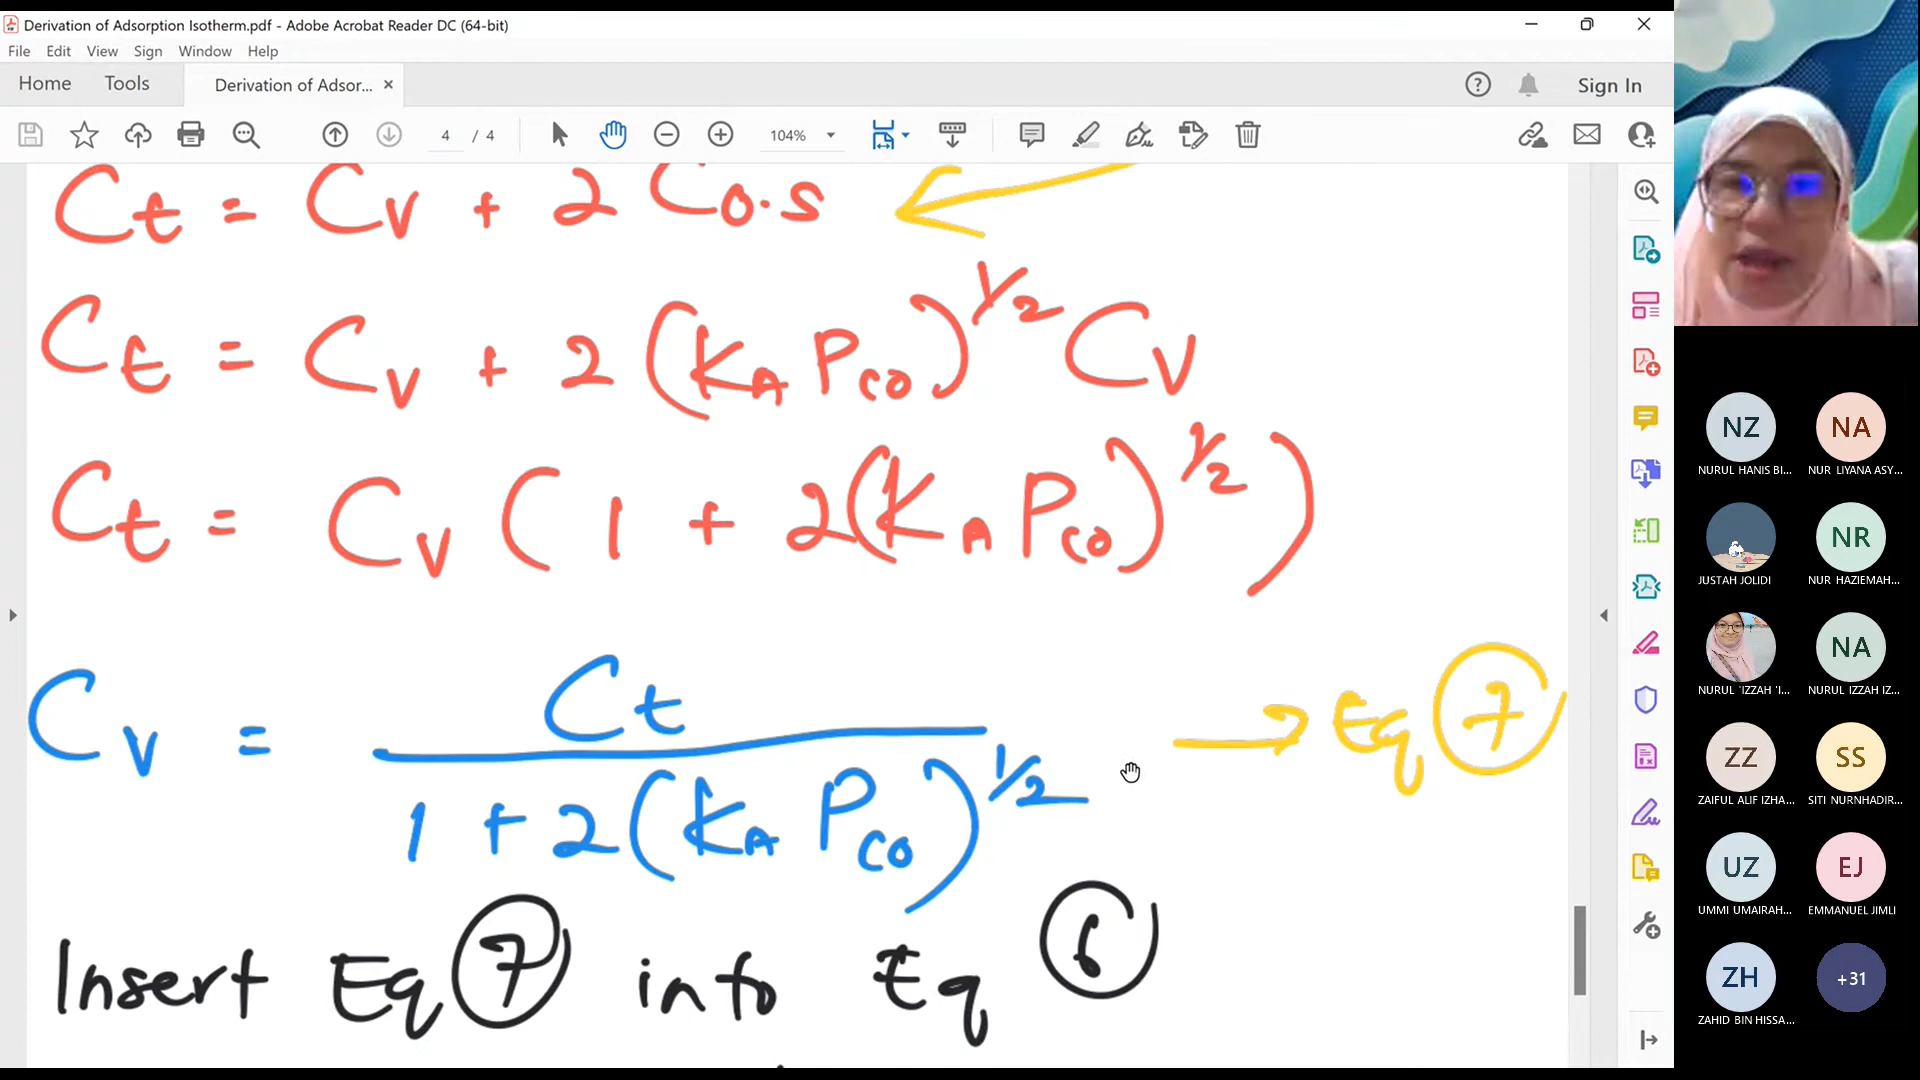 Derivation of Adsorption Isotherm.pdf - Adobe Acrobat Reader DC (64-bit)
File Edit View Sign Window Help
Home Tools Derivation of Adsor... × Sign In
4 / 4 104%
Ct = Cv + 2 Co.s
Ct = Cv + 2 (KA Pco)^1/2 Cv
Ct = Cv (1 + 2(KA Pco)^1/2)
Cv = Ct / 1 + 2(KA Pco)^1/2 → Eq 7
Insert Eq 7 into Eq 6
NZ NA
NURUL HANIS BI... NUR LIYANA ASY...
NR
JUSTAH JOLIDI NUR HAZIEMAH...
NA
NURUL 'IZZAH 'I... NURUL IZZAH IZ...
ZZ SS
ZAIFUL ALIF IZHA... SITI NURNHADIR...
UZ EJ
UMMI UMAIRAH... EMMANUEL JIMLI
ZH +31
ZAHID BIN HISSA...